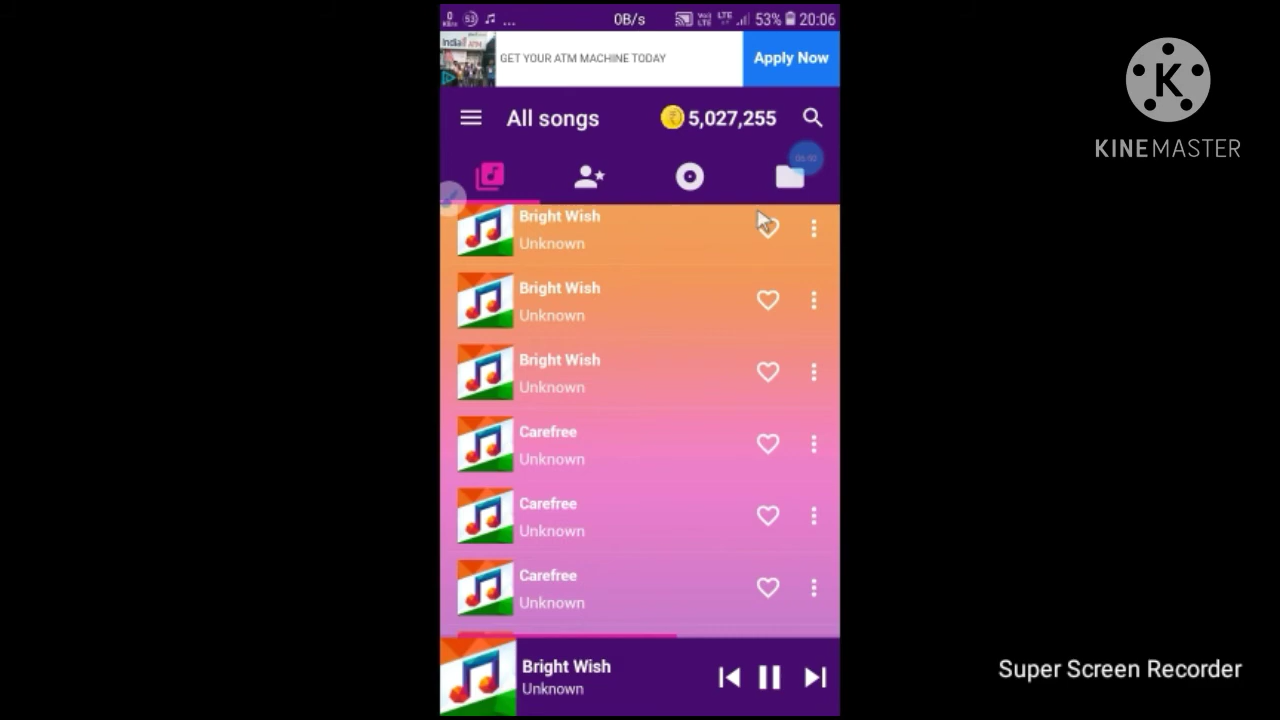 0B/s
53% 20:06
GET YOUR ATM MACHINE TODAY
Apply Now
K
KINEMASTER
All songs
5,027,255
Bright Wish
Unknown
Bright Wish
Unknown
Bright Wish
Unknown
Carefree
Unknown
Carefree
Unknown
Carefree
Unknown
Bright Wish
Unknown
Super Screen Recorder